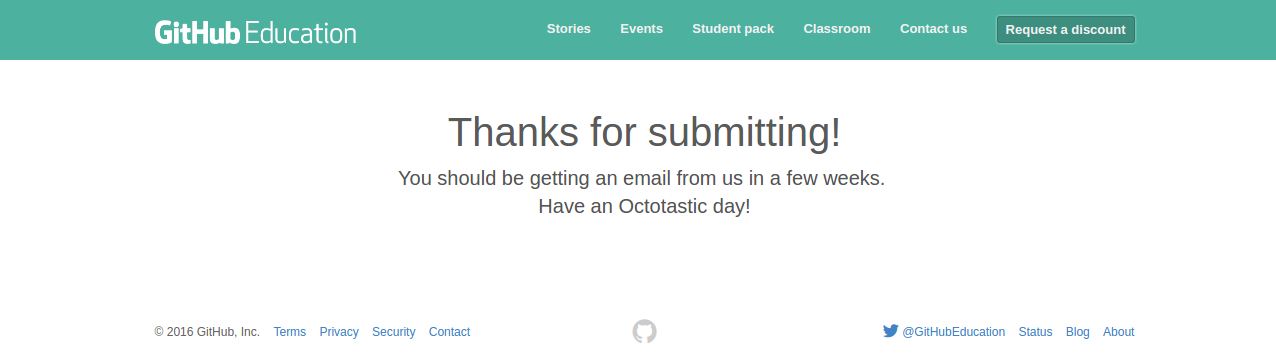 GitHub Education
Stories Events Student pack Classroom Contact us Request a discount
Thanks for submitting!
You should be getting an email from us in a few weeks.
Have an Octotastic day!
© 2016 GitHub, Inc. Terms Privacy Security Contact @GitHubEducation Status Blog About